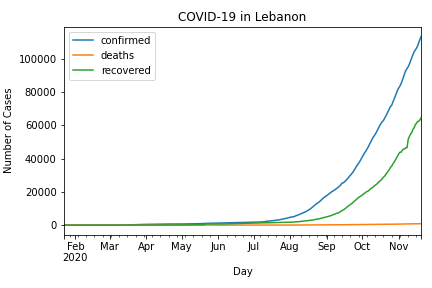 COVID-19 in Lebanon
confirmed
deaths
recovered
Number of Cases
100000
80000
60000
40000
20000
0
Feb Mar Apr May Jun Jul Aug Sep Oct Nov
2020
Day